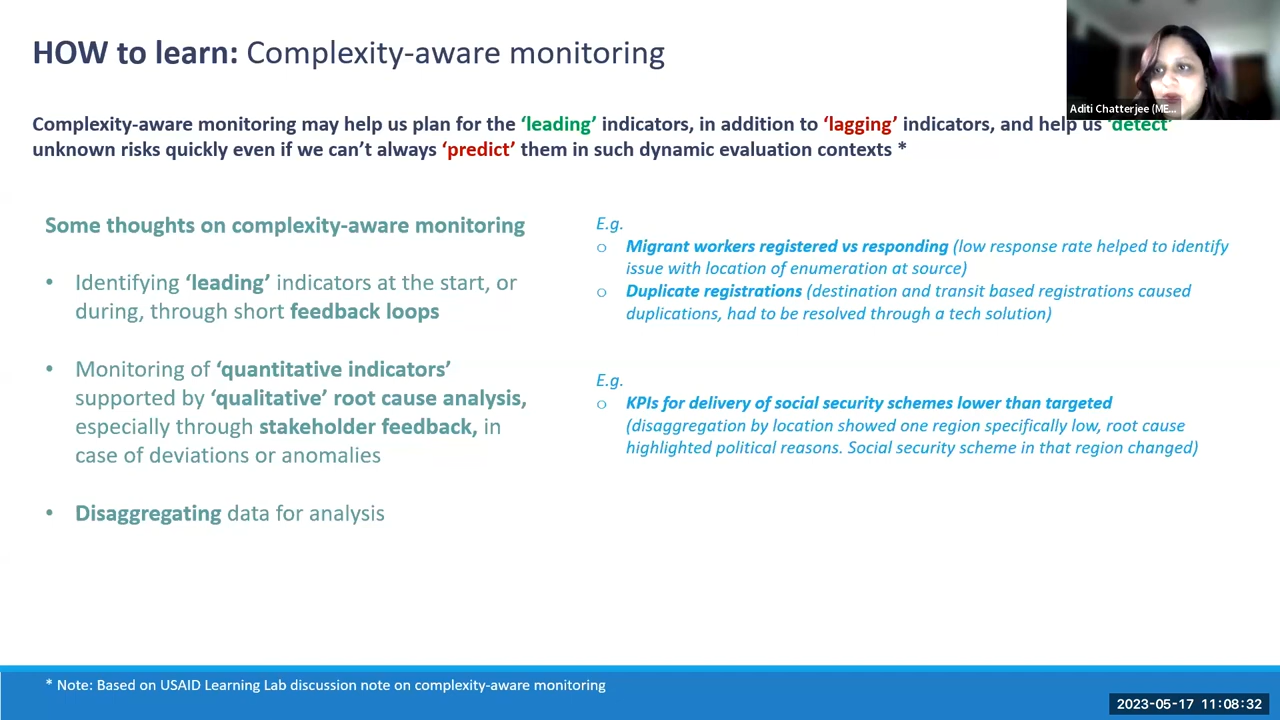 HOW to learn: Complexity-aware monitoring
Aditi Chatterjee (ME...
Complexity-aware monitoring may help us plan for the ‘leading’ indicators, in addition to ‘lagging’ indicators, and help us ‘detect’
unknown risks quickly even if we can’t always ‘predict’ them in such dynamic evaluation contexts *
Some thoughts on complexity-aware monitoring
• Identifying ‘leading’ indicators at the start, or
during, through short feedback loops
• Monitoring of ‘quantitative indicators’
supported by ‘qualitative’ root cause analysis,
especially through stakeholder feedback, in
case of deviations or anomalies
• Disaggregating data for analysis
E.g.
o Migrant workers registered vs responding (low response rate helped to identify
issue with location of enumeration at source)
o Duplicate registrations (destination and transit based registrations caused
duplications, had to be resolved through a tech solution)
E.g.
o KPIs for delivery of social security schemes lower than targeted
(disaggregation by location showed one region specifically low, root cause
highlighted political reasons. Social security scheme in that region changed)
* Note: Based on USAID Learning Lab discussion note on complexity-aware monitoring
2023-05-17 11:08:32